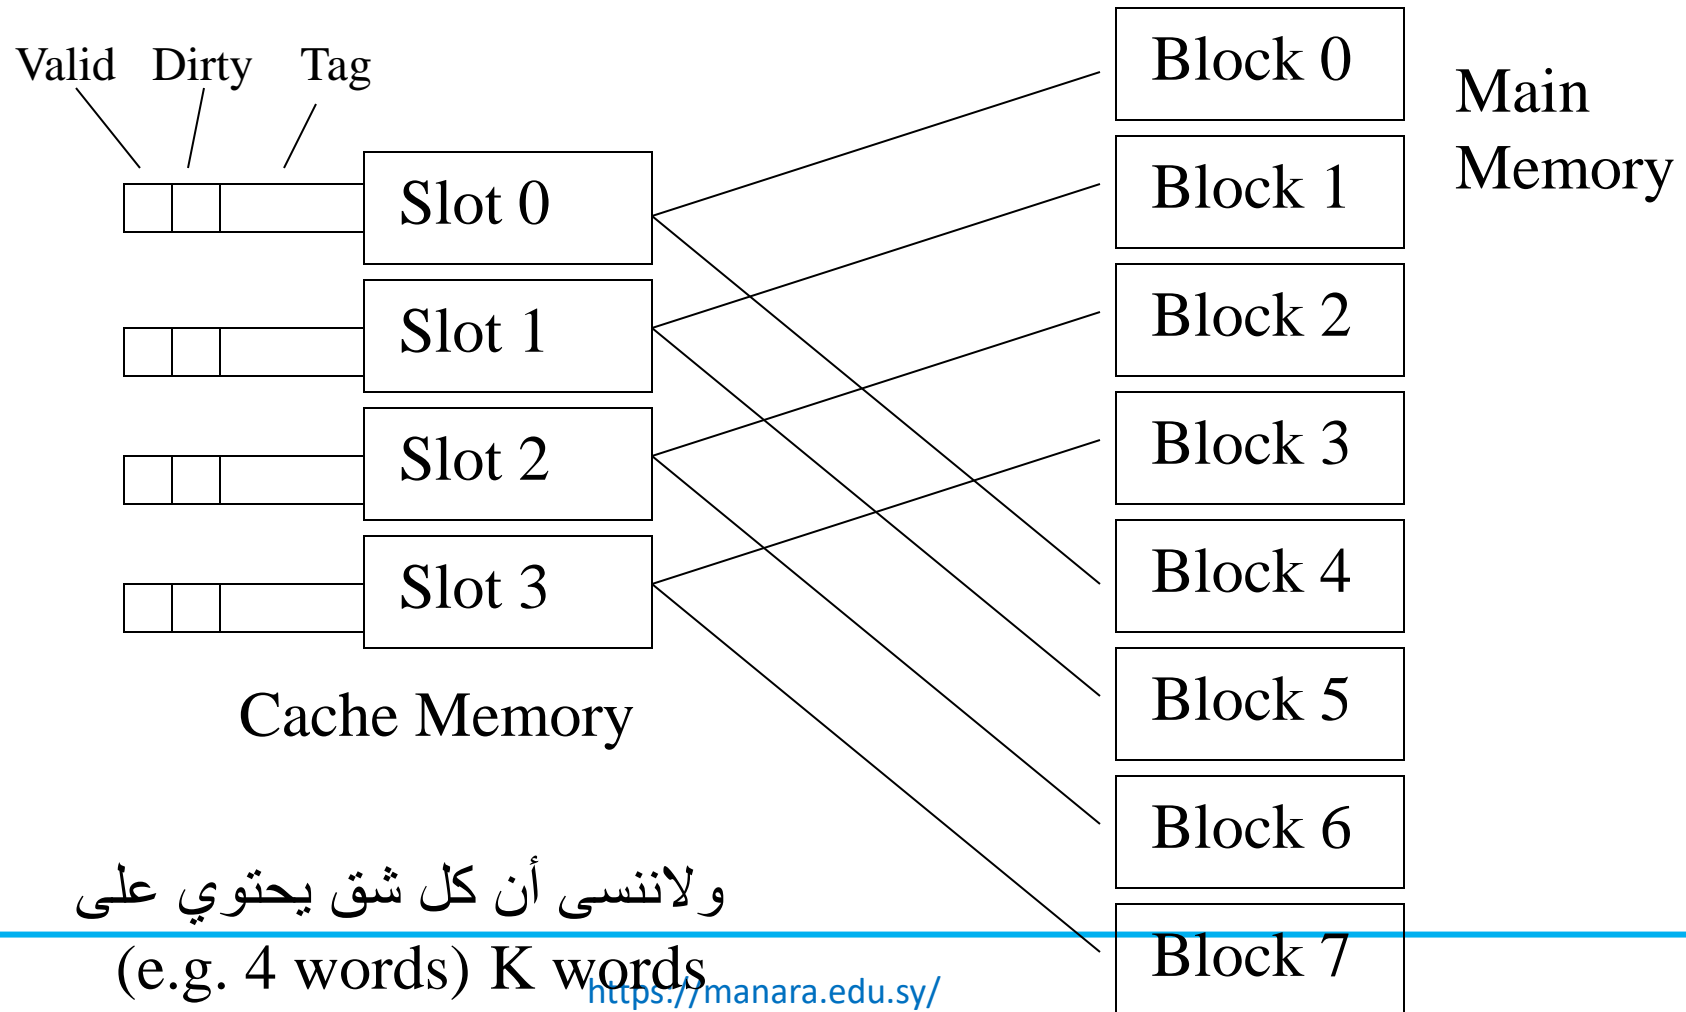 Valid Dirty Tag
Slot 0
Slot 1
Slot 2
Slot 3
Cache Memory
Block 0
Block 1
Block 2
Block 3
Block 4
Block 5
Block 6
Block 7
Main
Memory
ولاننسى أن كل شق يحتوي على
(e.g. 4 words) K words
https://manara.edu.sy/